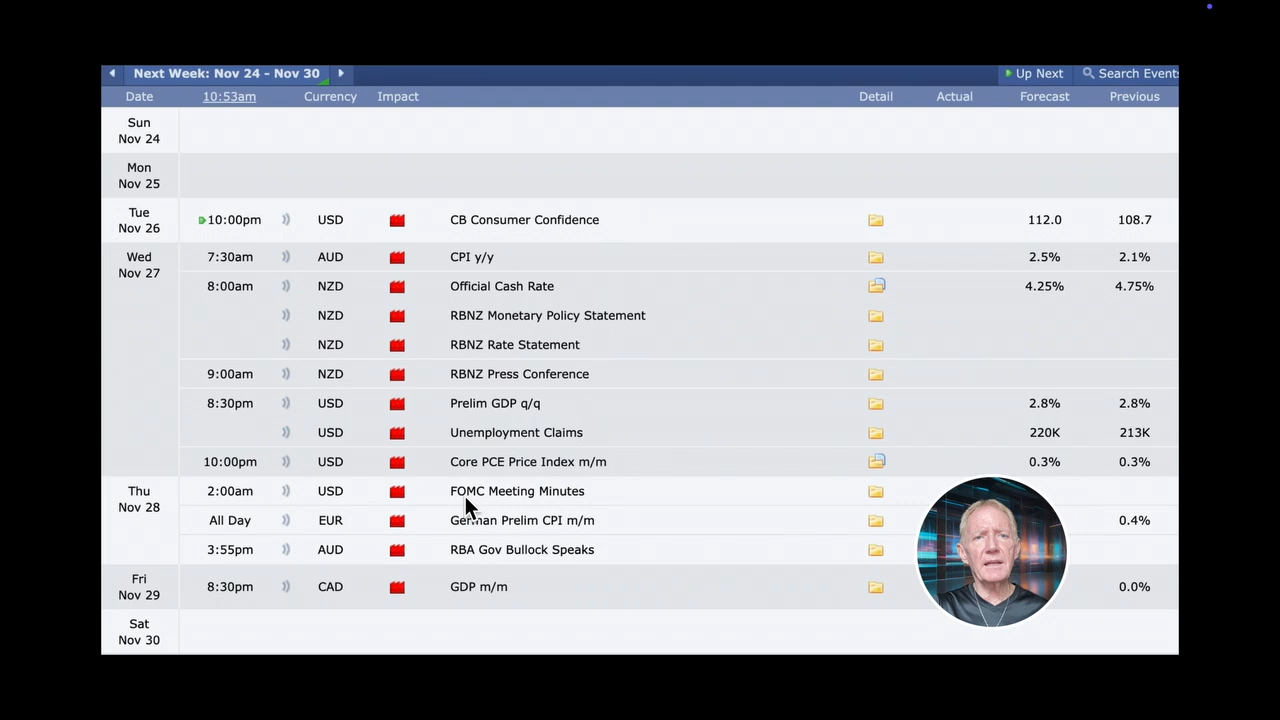 Next Week: Nov 24 - Nov 30 Up Next Search Events
Date 10:53am Currency Impact Detail Actual Forecast Previous
Sun
Nov 24
Mon
Nov 25
Tue
Nov 26 10:00pm USD CB Consumer Confidence 112.0 108.7
Wed
Nov 27 7:30am AUD CPI y/y 2.5% 2.1%
8:00am NZD Official Cash Rate 4.25% 4.75%
NZD RBNZ Monetary Policy Statement
NZD RBNZ Rate Statement
9:00am NZD RBNZ Press Conference
8:30pm USD Prelim GDP q/q 2.8% 2.8%
USD Unemployment Claims 220K 213K
10:00pm USD Core PCE Price Index m/m 0.3% 0.3%
Thu
Nov 28 2:00am USD FOMC Meeting Minutes
All Day EUR German Prelim CPI m/m 0.4%
3:55pm AUD RBA Gov Bullock Speaks
Fri
Nov 29 8:30pm CAD GDP m/m 0.0%
Sat
Nov 30